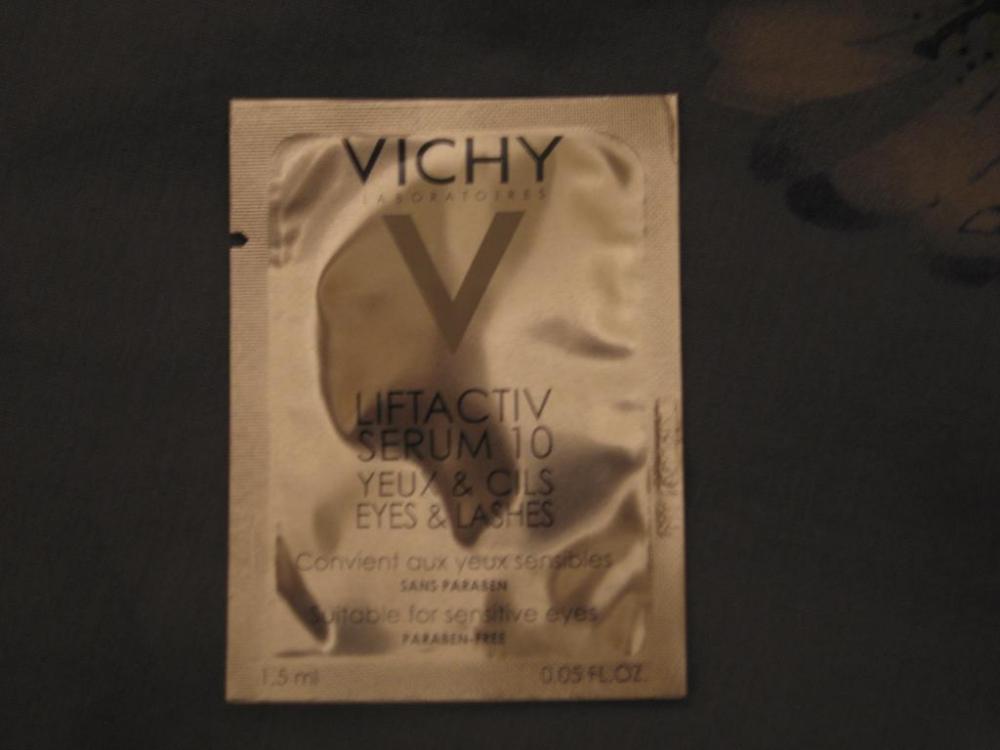 VICHY
LABORATOIRES
V
LIFTACTIV
SERUM 10
YEUX & CILS
EYES & LASHES
Convient aux yeux sensibles
SANS PARABEN
Suitable for sensitive eyes
PARABEN-FREE
1.5 ml 0.05 FL.OZ.